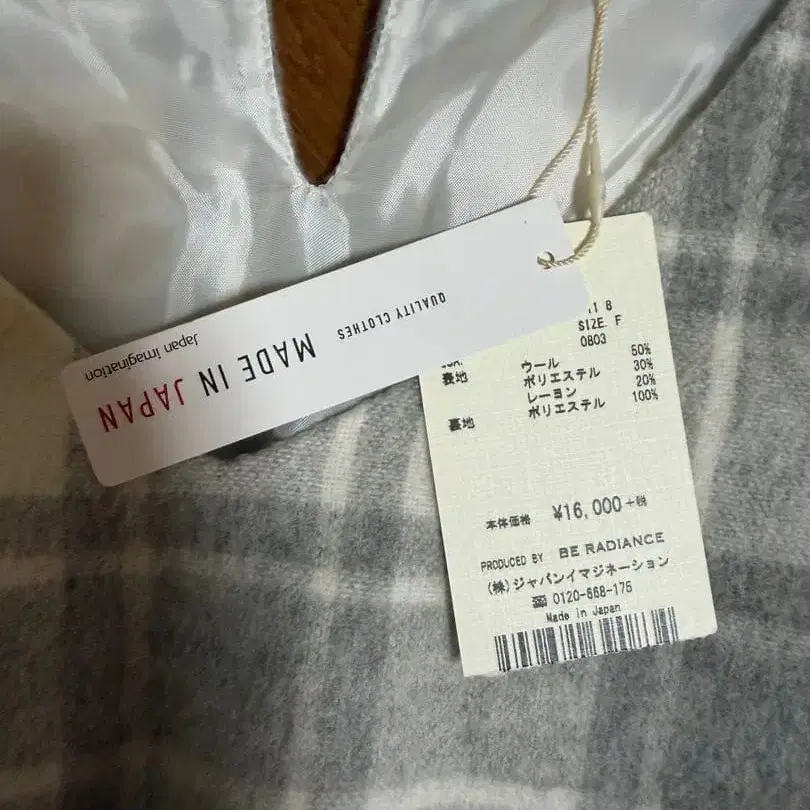 QUALITY CLOTHES
MADE IN JAPAN
Japan imagination
8
SIZE. F
0803
表地 ウール 50%
ポリエステル 30%
レーヨン 20%
裏地 ポリエステル 100%
本体価格 ¥16,000+税
PRODUCED BY BE RADIANCE
(株)ジャパンイマジネーション
☎ 0120-668-175
Made in Japan